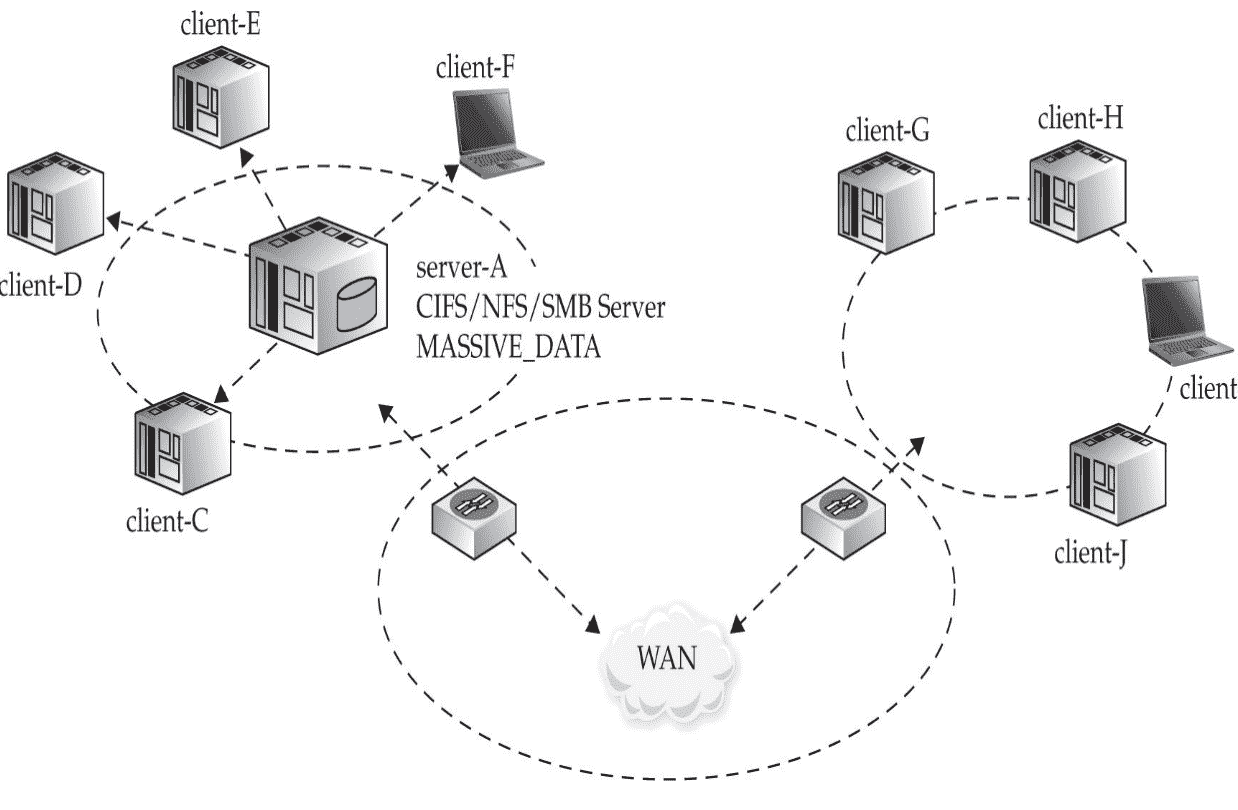 client-E
client-F
client-G
client-H
client-D
server-A
CIFS/NFS/SMB Server
MASSIVE_DATA
client
client-C
client-J
WAN